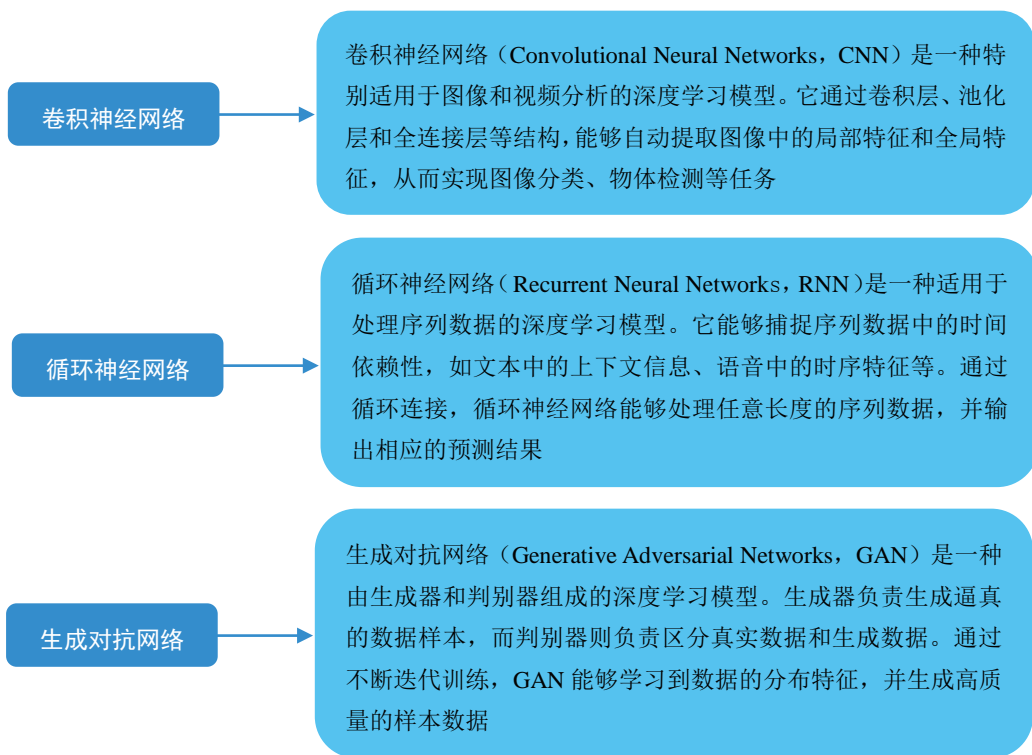 卷积神经网络
卷积神经网络（Convolutional Neural Networks，CNN）是一种特
别适用于图像和视频分析的深度学习模型。它通过卷积层、池化
层和全连接层等结构，能够自动提取图像中的局部特征和全局特
征，从而实现图像分类、物体检测等任务
循环神经网络
循环神经网络（Recurrent Neural Networks，RNN）是一种适用于
处理序列数据的深度学习模型。它能够捕捉序列数据中的时间
依赖性，如文本中的上下文信息、语音中的时序特征等。通过
循环连接，循环神经网络能够处理任意长度的序列数据，并输
出相应的预测结果
生成对抗网络
生成对抗网络（Generative Adversarial Networks，GAN）是一种
由生成器和判别器组成的深度学习模型。生成器负责生成逼真
的数据样本，而判别器则负责区分真实数据和生成数据。通过
不断迭代训练，GAN 能够学习到数据的分布特征，并生成高质
量的样本数据